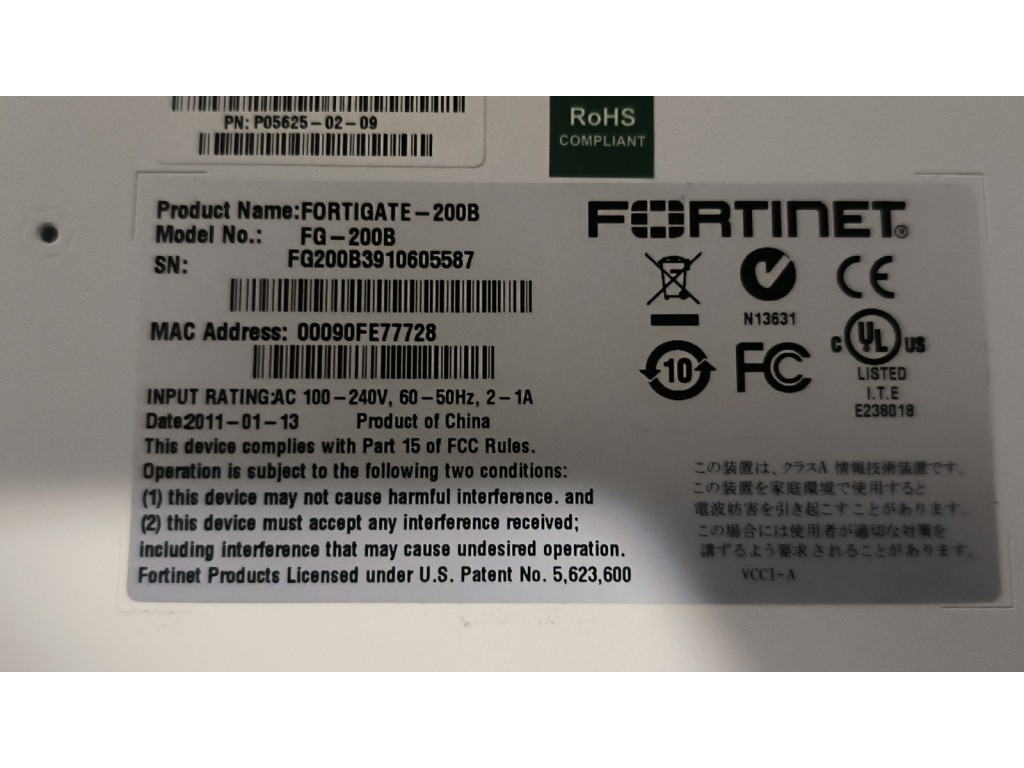 PN: P05625-02-09
RoHS
COMPLIANT
Product Name:FORTIGATE-200B
Model No.: FG-200B
SN: FG200B3910605587
MAC Address: 00090FE77728
INPUT RATING:AC 100-240V, 60-50Hz, 2-1A
Date:2011-01-13 Product of China
This device complies with Part 15 of FCC Rules.
Operation is subject to the following two conditions:
(1) this device may not cause harmful interference. and
(2) this device must accept any interference received;
including interference that may cause undesired operation.
Fortinet Products Licensed under U.S. Patent No. 5,623,600
FORTINET®
N13631
CE
10
FC
C UL US
LISTED
I.T.E
E238018
この装置は、クラスA 情報技術装置です。
この装置を家庭環境で使用すると
電波妨害を引き起こすことがあります。
この場合には使用者が適切な対策を
講ずるよう要求されることがあります。
VCCI-A